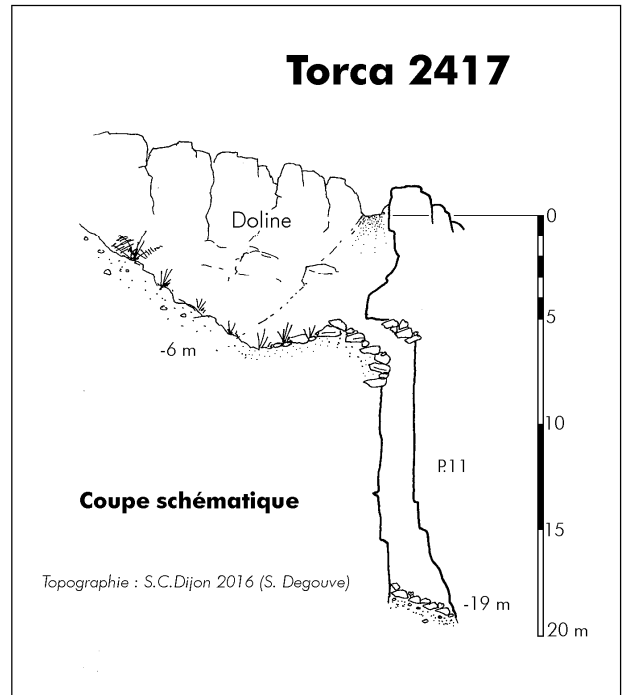 Torca 2417
Doline
0
5
-6 m
10
P.11
Coupe schématique
15
Topographie : S.C.Dijon 2016 (S. Degouve)
-19 m
20 m